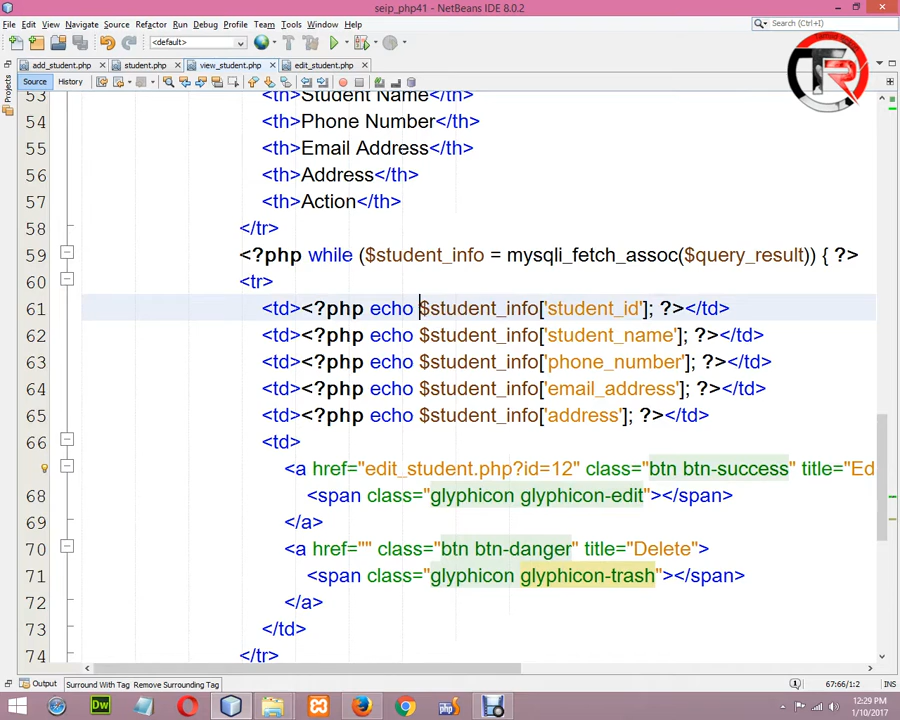 seip_php41 - NetBeans IDE 8.0.2
File Edit View Navigate Source Refactor Run Debug Profile Team Tools Window Help
Search (Ctrl+I)
<default>
add_student.php student.php view_student.php edit_student.php
Source History
Projects
53 <th>Student Name</th>
54 <th>Phone Number</th>
55 <th>Email Address</th>
56 <th>Address</th>
57 <th>Action</th>
58 </tr>
59 <?php while ($student_info = mysqli_fetch_assoc($query_result)) { ?>
60 <tr>
61 <td><?php echo $student_info['student_id']; ?></td>
62 <td><?php echo $student_info['student_name']; ?></td>
63 <td><?php echo $student_info['phone_number']; ?></td>
64 <td><?php echo $student_info['email_address']; ?></td>
65 <td><?php echo $student_info['address']; ?></td>
66 <td>
<a href="edit_student.php?id=12" class="btn btn-success" title="Ed
68 <span class="glyphicon glyphicon-edit"></span>
69 </a>
70 <a href="" class="btn btn-danger" title="Delete">
71 <span class="glyphicon glyphicon-trash"></span>
72 </a>
73 </td>
74 </tr>
Output Surround With Tag Remove Surrounding Tag
67:66/1:2 INS
Dw
12:29 PM
1/10/2017